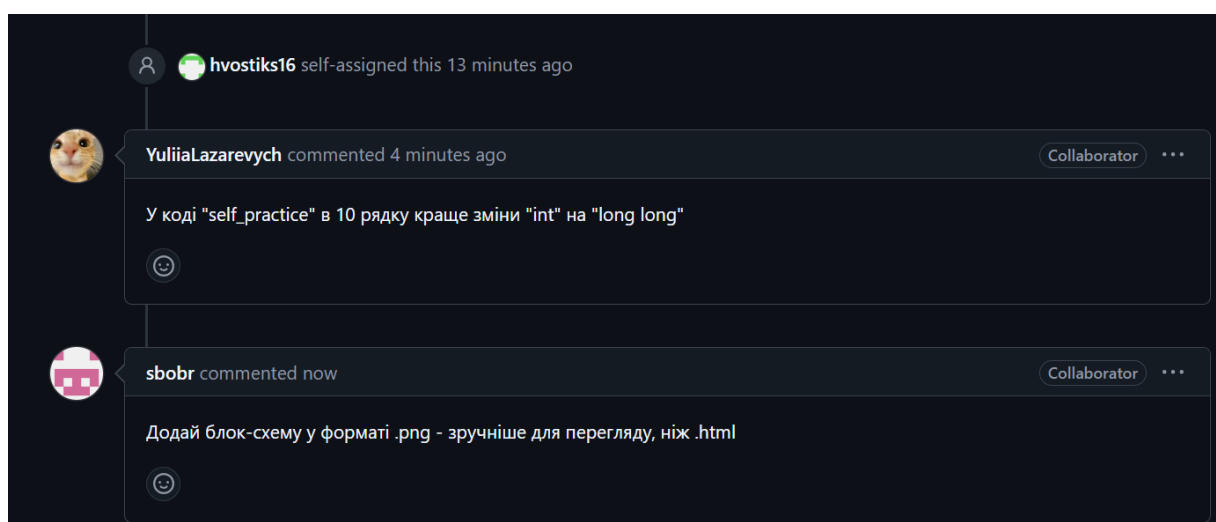 hvostiks16 self-assigned this 13 minutes ago
YuliiaLazarevych commented 4 minutes ago
Collaborator
У коді "self_practice" в 10 рядку краще зміни "int" на "long long"
sbobr commented now
Collaborator
Додай блок-схему у форматі .png - зручніше для перегляду, ніж .html